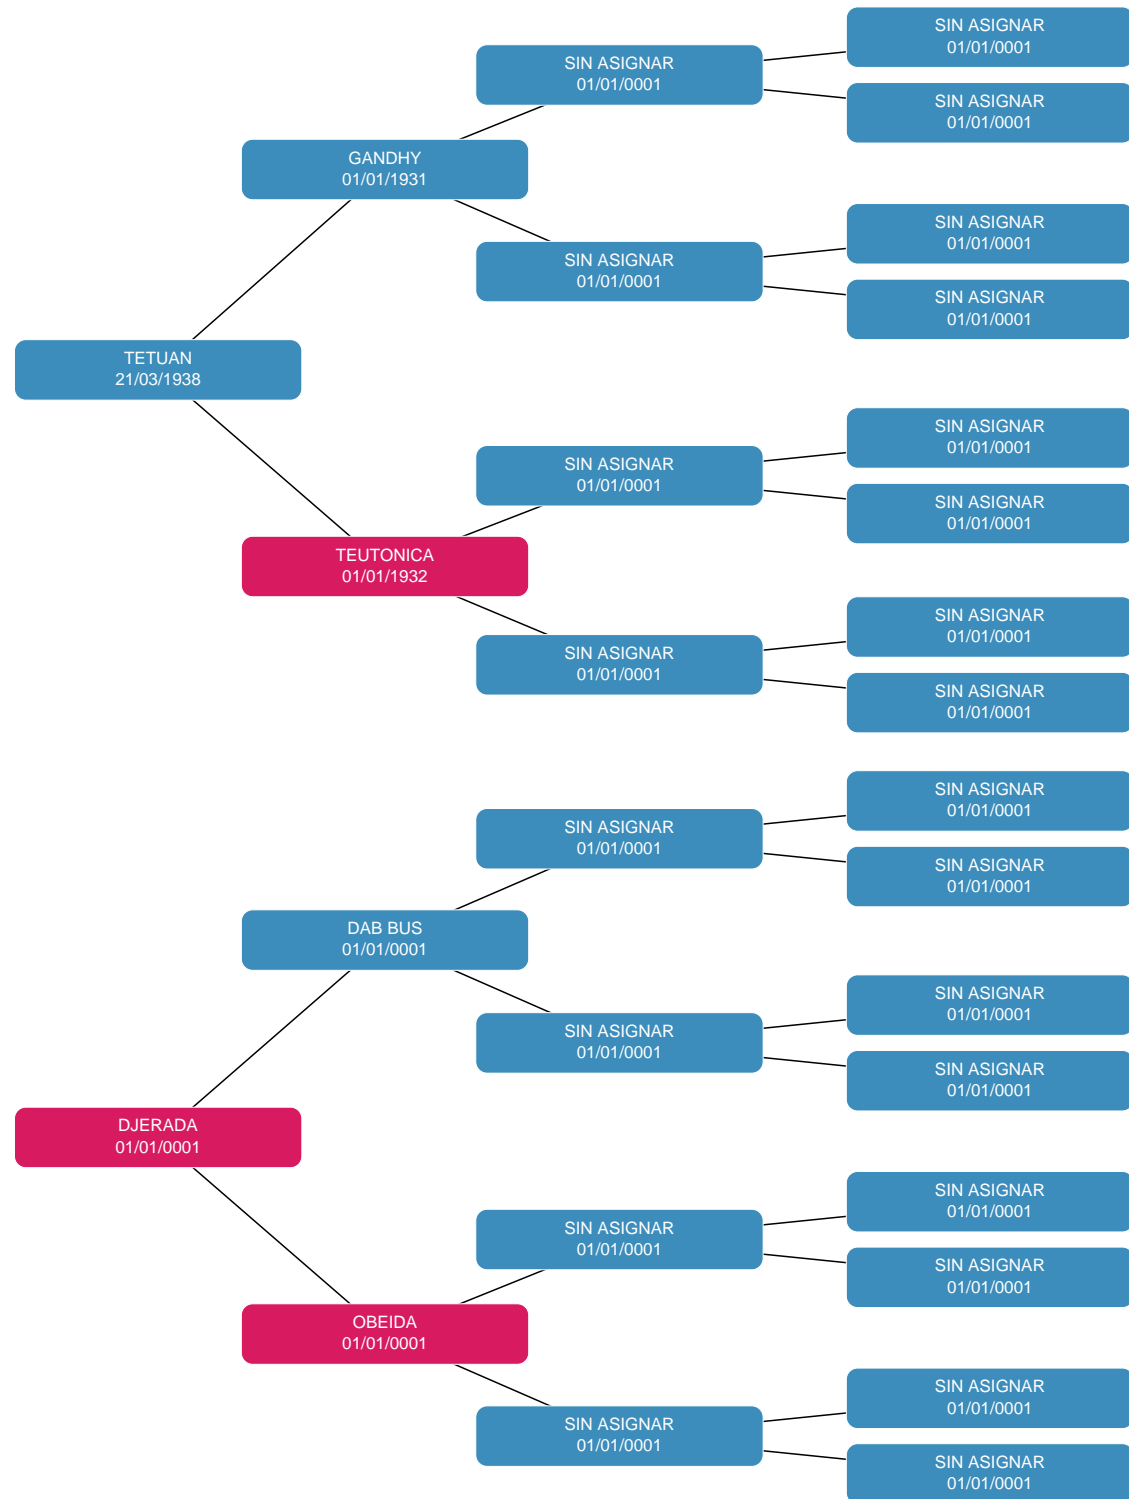 SIN ASIGNAR
01/01/0001
SIN ASIGNAR
01/01/0001
SIN ASIGNAR
01/01/0001
GANDHY
01/01/1931
SIN ASIGNAR
01/01/0001
SIN ASIGNAR
01/01/0001
SIN ASIGNAR
01/01/0001
TETUAN
21/03/1938
SIN ASIGNAR
01/01/0001
SIN ASIGNAR
01/01/0001
SIN ASIGNAR
01/01/0001
TEUTONICA
01/01/1932
SIN ASIGNAR
01/01/0001
SIN ASIGNAR
01/01/0001
SIN ASIGNAR
01/01/0001
SIN ASIGNAR
01/01/0001
SIN ASIGNAR
01/01/0001
SIN ASIGNAR
01/01/0001
DAB BUS
01/01/0001
SIN ASIGNAR
01/01/0001
SIN ASIGNAR
01/01/0001
SIN ASIGNAR
01/01/0001
DJERADA
01/01/0001
SIN ASIGNAR
01/01/0001
SIN ASIGNAR
01/01/0001
SIN ASIGNAR
01/01/0001
OBEIDA
01/01/0001
SIN ASIGNAR
01/01/0001
SIN ASIGNAR
01/01/0001
SIN ASIGNAR
01/01/0001